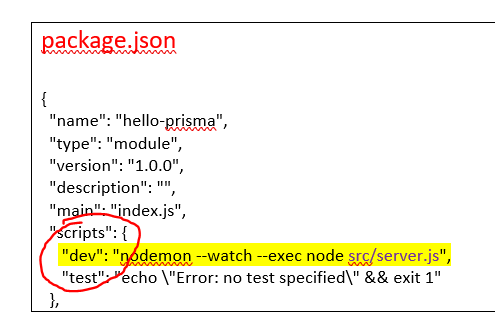 package.json
{
"name": "hello-prisma",
"type": "module",
"version": "1.0.0",
"description": "",
"main": "index.js",
"scripts": {
"dev": "nodemon --watch --exec node src/server.js",
"test": "echo \"Error: no test specified\" && exit 1"
},